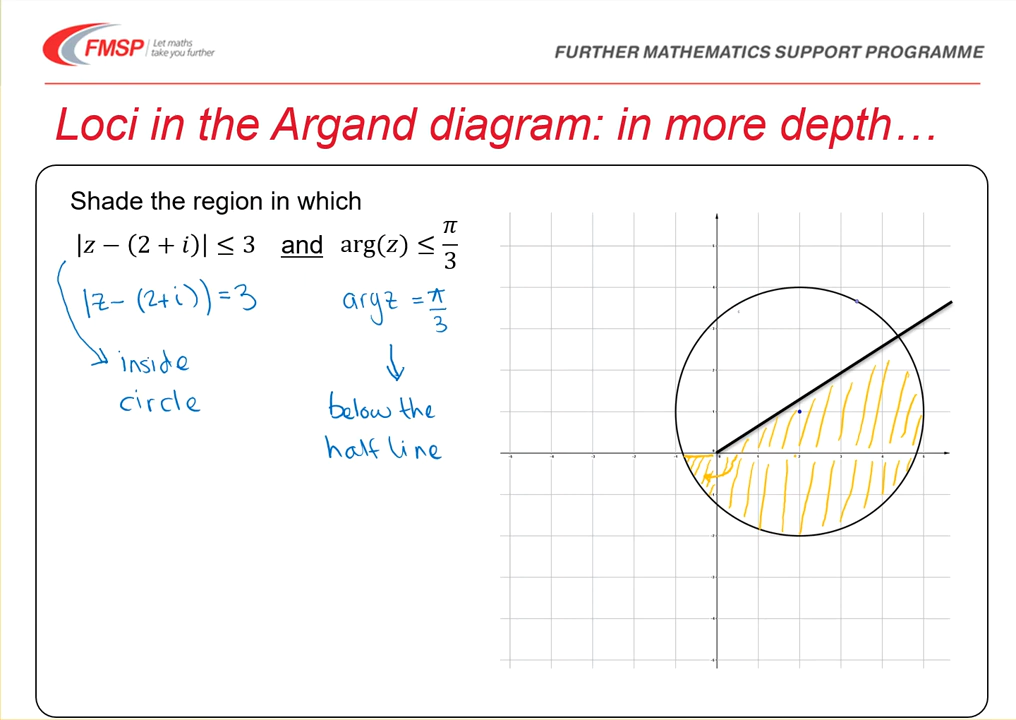 FMSP Let maths take you further
FURTHER MATHEMATICS SUPPORT PROGRAMME
Loci in the Argand diagram: in more depth…
Shade the region in which
|z − (2 + i)| ≤ 3 and arg(z) ≤ π/3
|z − (2+i)| = 3
arg z = π/3
inside
circle
below the
half line